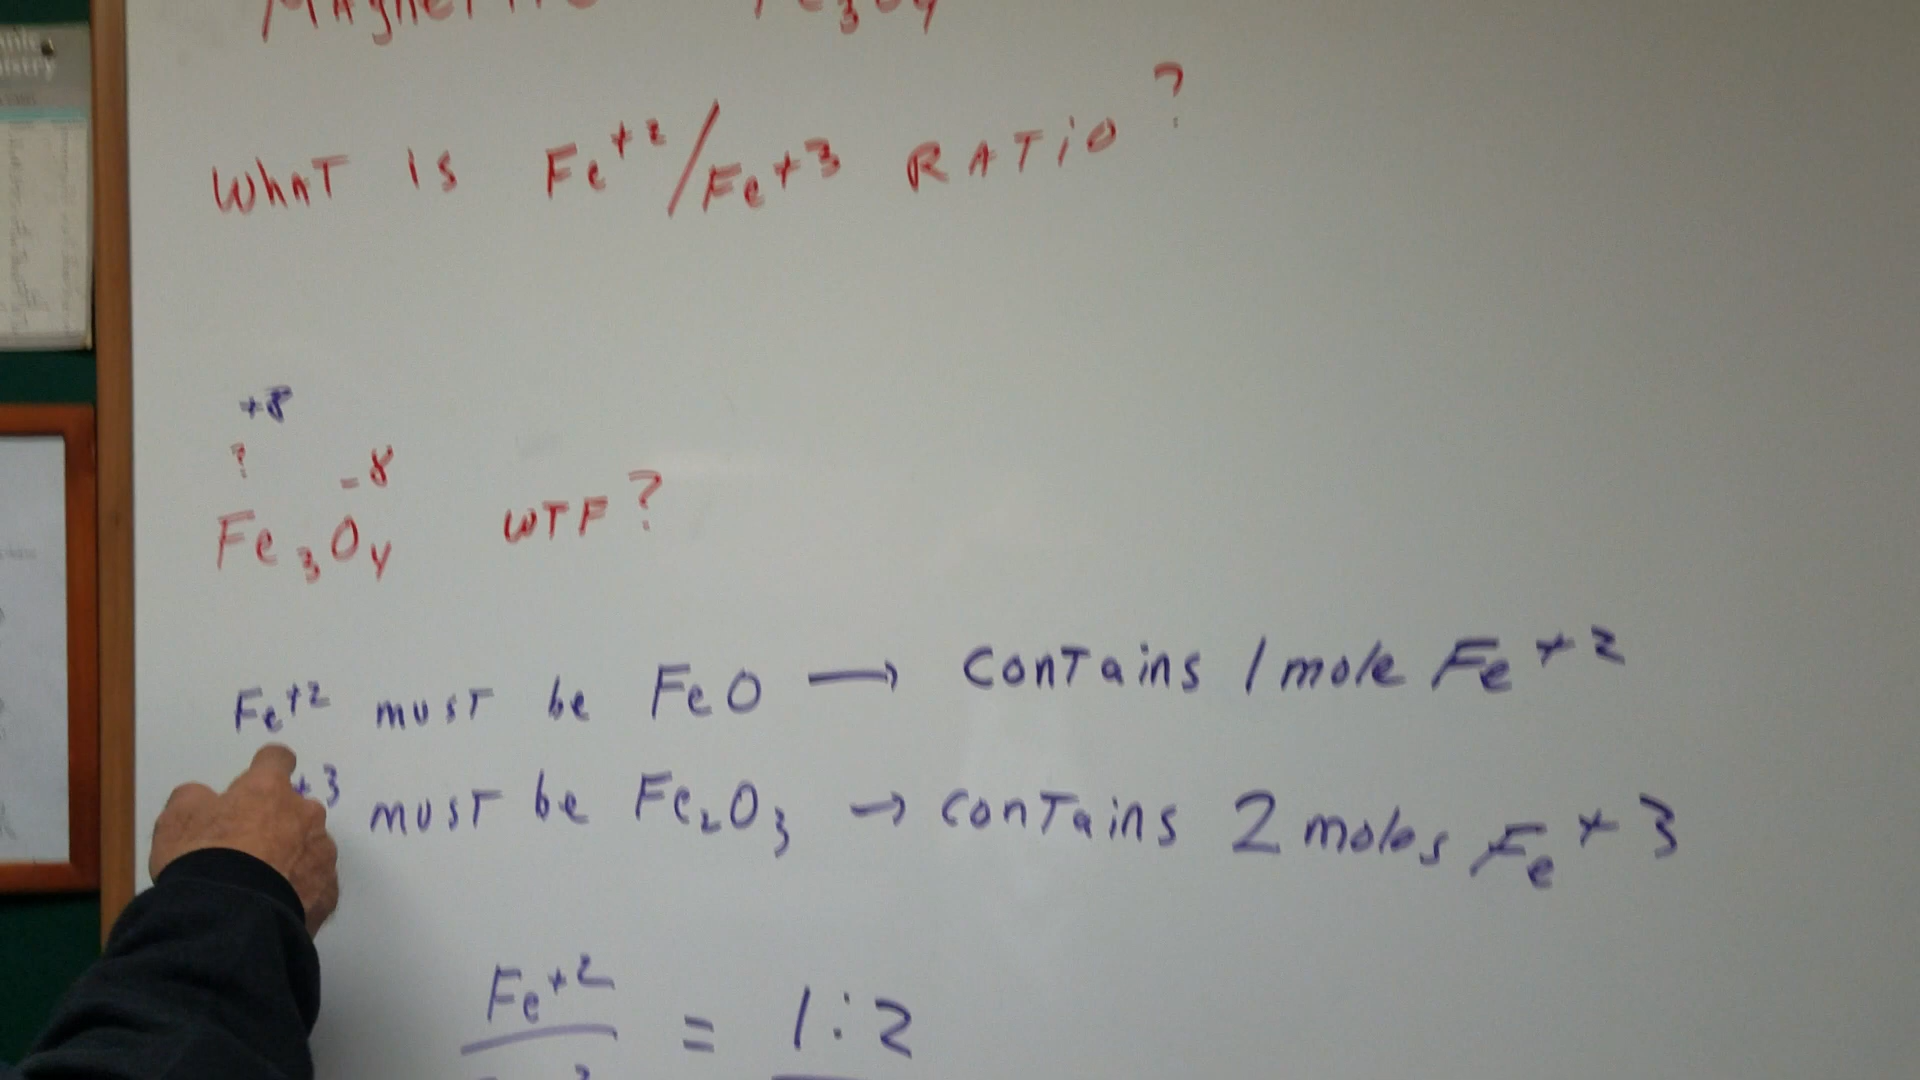 Magnetite Fe3O4
WhAT is Fe+2/Fe+3 RATiO?
+8
? -8
Fe3O4 WTF?
Fe+2 must be FeO → contains 1 mole Fe+2
+3 must be Fe2O3 → contains 2 moles Fe+3
Fe+2
= 1:2